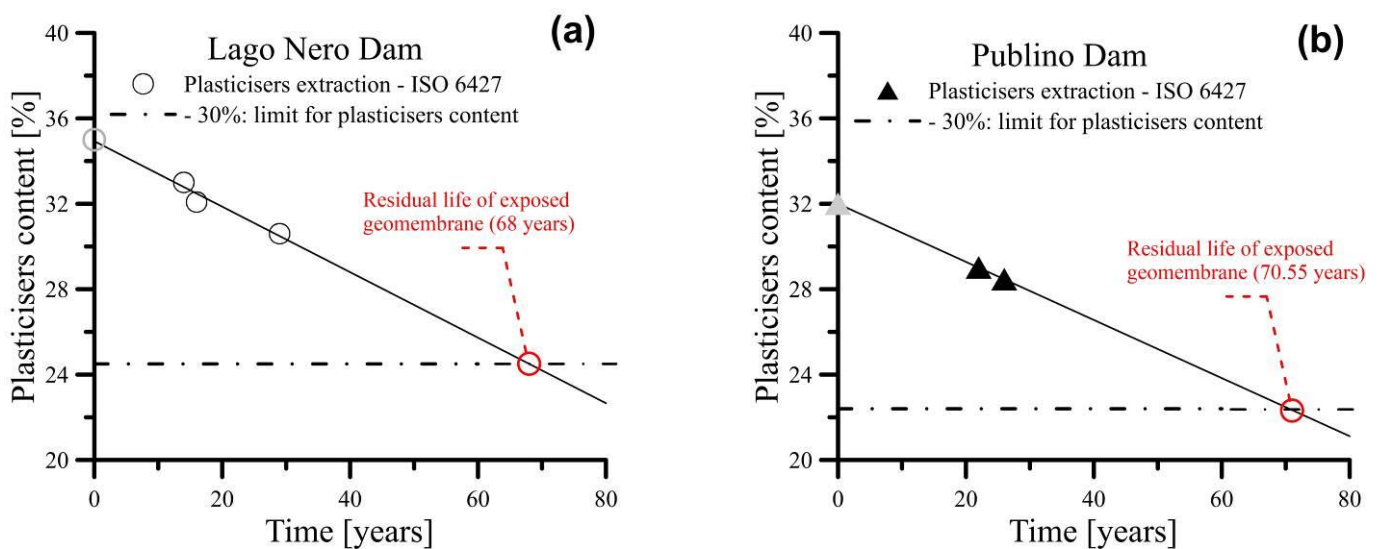 (a)
Lago Nero Dam
Plasticisers extraction - ISO 6427
- 30%: limit for plasticisers content
Residual life of exposed
geomembrane (68 years)
Plasticisers content [%]
40
36
32
28
24
20
0
20
40
60
80
Time [years]
(b)
Publino Dam
Plasticisers extraction - ISO 6427
- 30%: limit for plasticisers content
Residual life of exposed
geomembrane (70.55 years)
Plasticisers content [%]
40
36
32
28
24
20
0
20
40
60
80
Time [years]